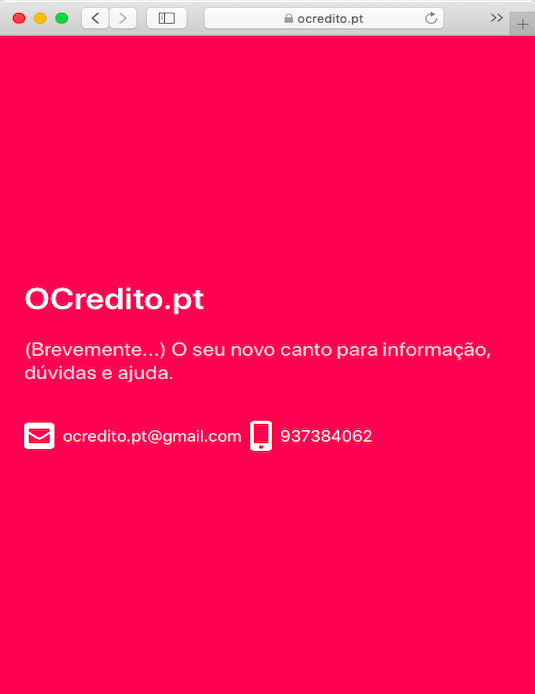 ocredito.pt
OCredito.pt
(Brevemente...) O seu novo canto para informação,
dúvidas e ajuda.
ocredito.pt@gmail.com 937384062